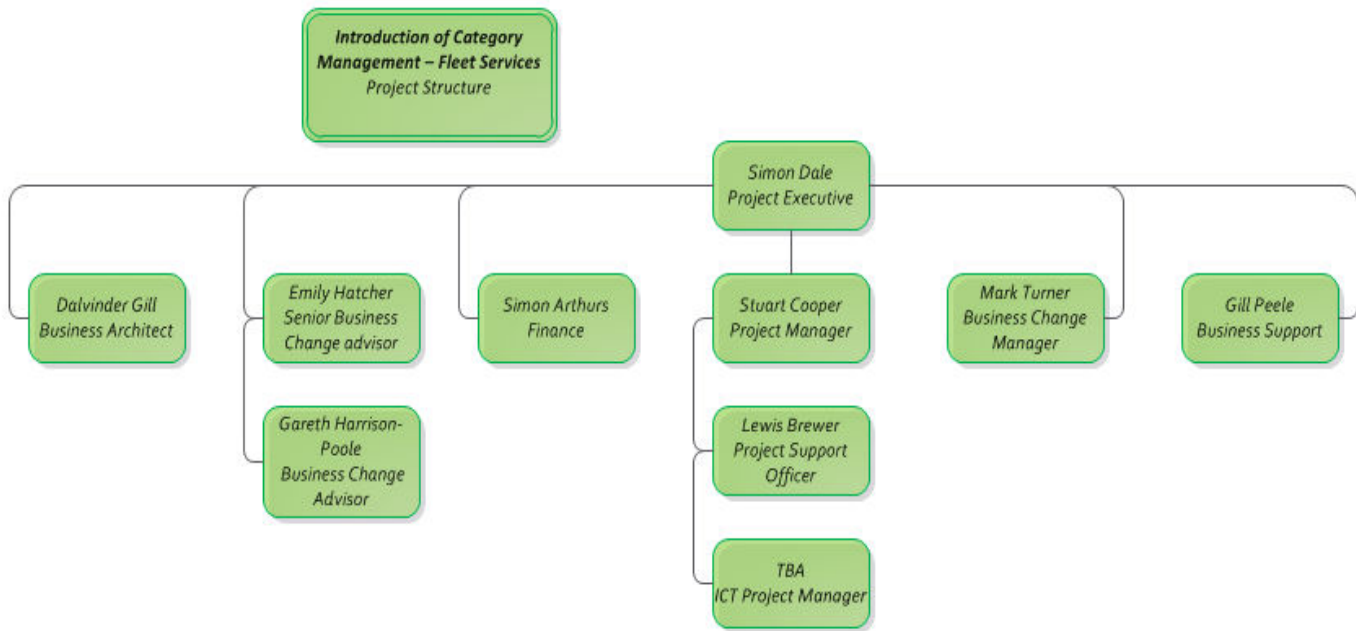 Introduction of Category
Management – Fleet Services
Project Structure
Simon Dale
Project Executive
Dalvinder Gill
Business Architect
Emily Hatcher
Senior Business
Change advisor
Simon Arthurs
Finance
Stuart Cooper
Project Manager
Mark Turner
Business Change
Manager
Gill Peele
Business Support
Gareth Harrison-
Poole
Business Change
Advisor
Lewis Brewer
Project Support
Officer
TBA
ICT Project Manager